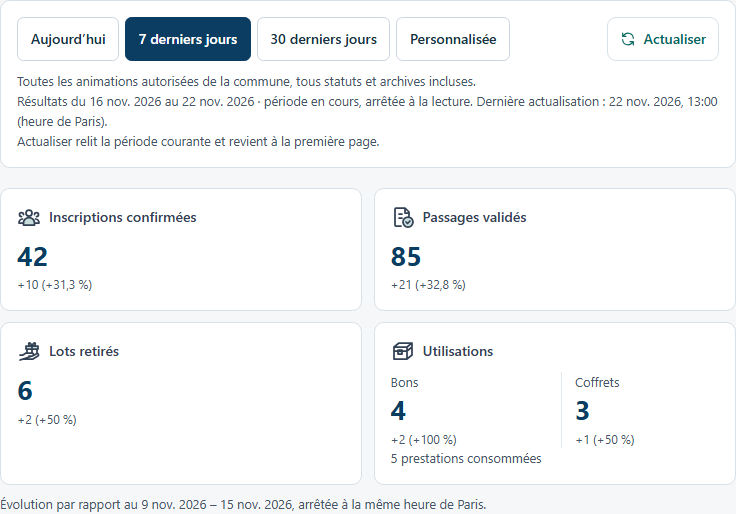 Aujourd’hui 7 derniers jours 30 derniers jours Personnalisée Actualiser
Toutes les animations autorisées de la commune, tous statuts et archives incluses.
Résultats du 16 nov. 2026 au 22 nov. 2026 · période en cours, arrêtée à la lecture. Dernière actualisation : 22 nov. 2026, 13:00
(heure de Paris).
Actualiser relit la période courante et revient à la première page.
Inscriptions confirmées
42
+10 (+31,3 %)
Passages validés
85
+21 (+32,8 %)
Lots retirés
6
+2 (+50 %)
Utilisations
Bons
4
+2 (+100 %)
5 prestations consommées
Coffrets
3
+1 (+50 %)
Évolution par rapport au 9 nov. 2026 – 15 nov. 2026, arrêtée à la même heure de Paris.